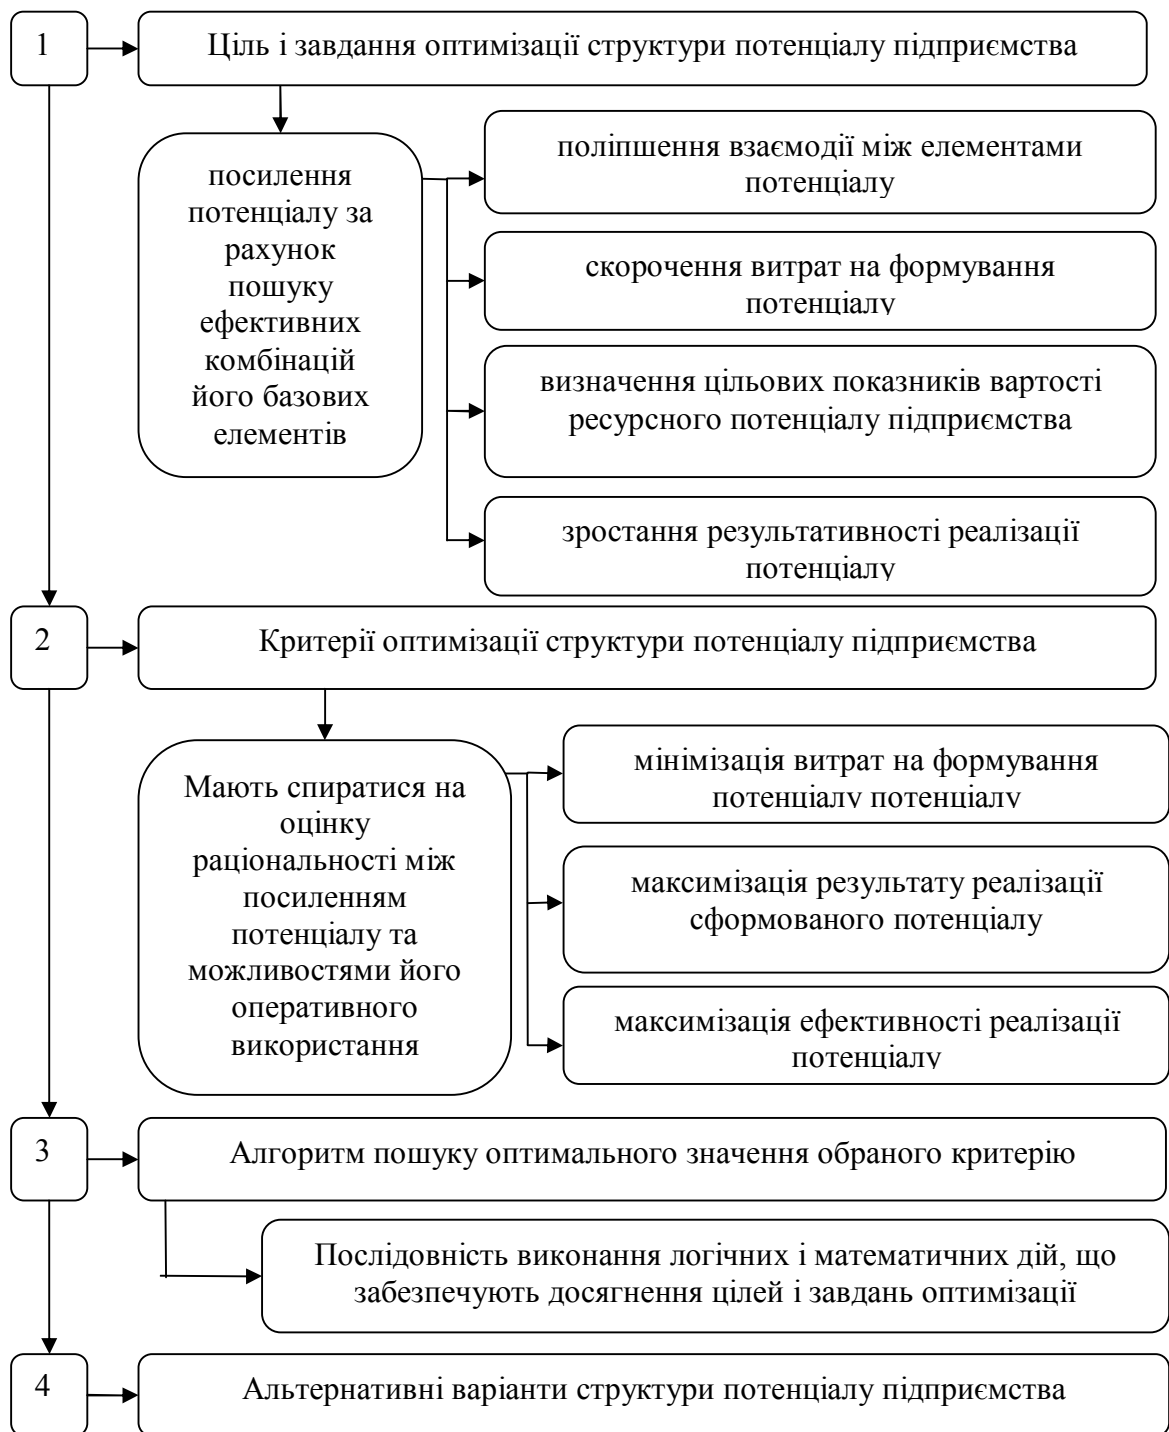 1
Ціль і завдання оптимізації структури потенціалу підприємства
посилення
потенціалу за
рахунок
пошуку
ефективних
комбінацій
його базових
елементів
поліпшення взаємодії між елементами
потенціалу
скорочення витрат на формування
потенціалу
визначення цільових показників вартості
ресурсного потенціалу підприємства
зростання результативності реалізації
потенціалу
2
Критерії оптимізації структури потенціалу підприємства
Мають спиратися на
оцінку
раціональності між
посиленням
потенціалу та
можливостями його
оперативного
використання
мінімізація витрат на формування
потенціалу потенціалу
максимізація результату реалізації
сформованого потенціалу
максимізація ефективності реалізації
потенціалу
3
Алгоритм пошуку оптимального значення обраного критерію
Послідовність виконання логічних і математичних дій, що
забезпечують досягнення цілей і завдань оптимізації
4
Альтернативні варіанти структури потенціалу підприємства